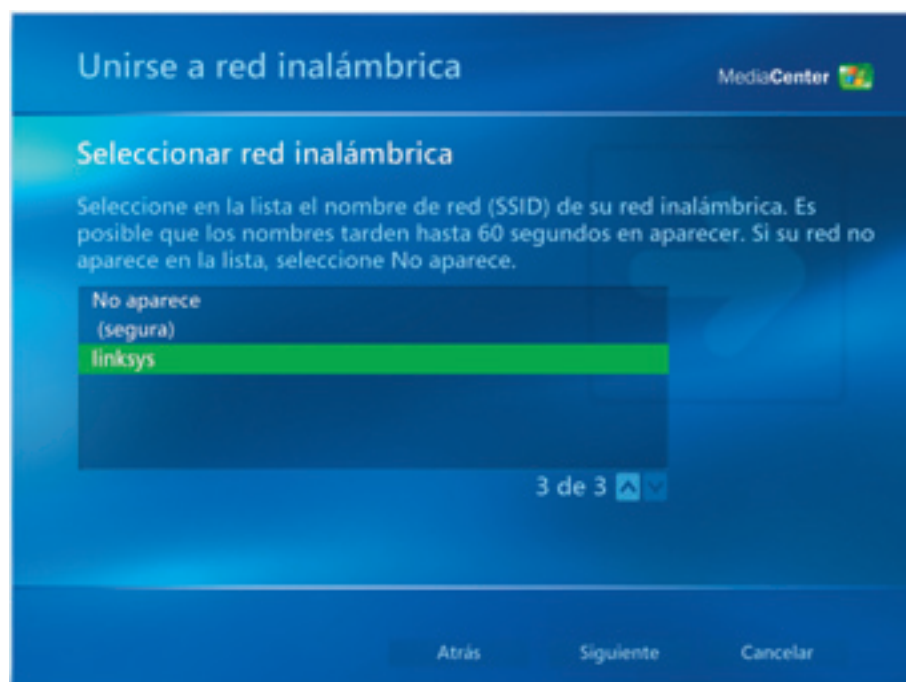 Unirse a red inalámbrica
MediaCenter
Seleccionar red inalámbrica
Seleccione en la lista el nombre de red (SSID) de su red inalámbrica. Es
posible que los nombres tarden hasta 60 segundos en aparecer. Si su red no
aparece en la lista, seleccione No aparece.
No aparece
(segura)
linksys
3 de 3
Atrás Siguiente Cancelar